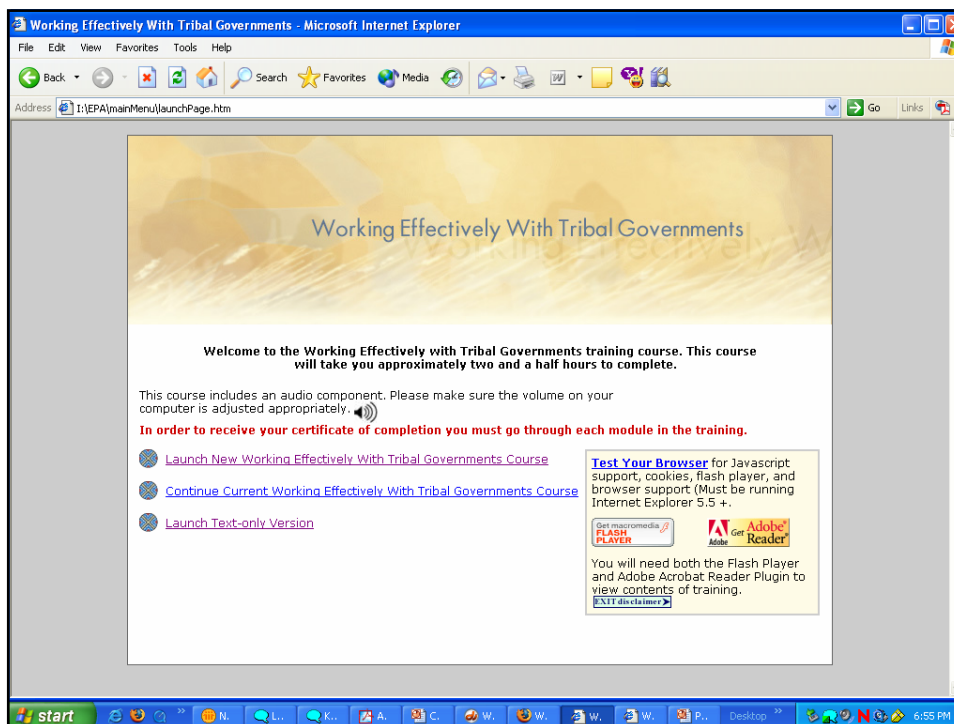 Working Effectively With Tribal Governments - Microsoft Internet Explorer
File Edit View Favorites Tools Help
Back Search Favorites Media
Address I:\EPA\mainMenu\launchPage.htm Go Links
Working Effectively With Tribal Governments
Working Effectively W
Welcome to the Working Effectively with Tribal Governments training course. This course
will take you approximately two and a half hours to complete.
This course includes an audio component. Please make sure the volume on your
computer is adjusted appropriately.
In order to receive your certificate of completion you must go through each module in the training.
Launch New Working Effectively With Tribal Governments Course
Continue Current Working Effectively With Tribal Governments Course
Launch Text-only Version
Test Your Browser for Javascript
support, cookies, flash player, and
browser support (Must be running
Internet Explorer 5.5 +.
Get macromedia
FLASH
PLAYER
Adobe
Get Adobe®
Reader®
You will need both the Flash Player
and Adobe Acrobat Reader Plugin to
view contents of training.
EXIT disclaimer
start N. L.. K.. A. C. W. W. W. W. P.. Desktop 6:55 PM